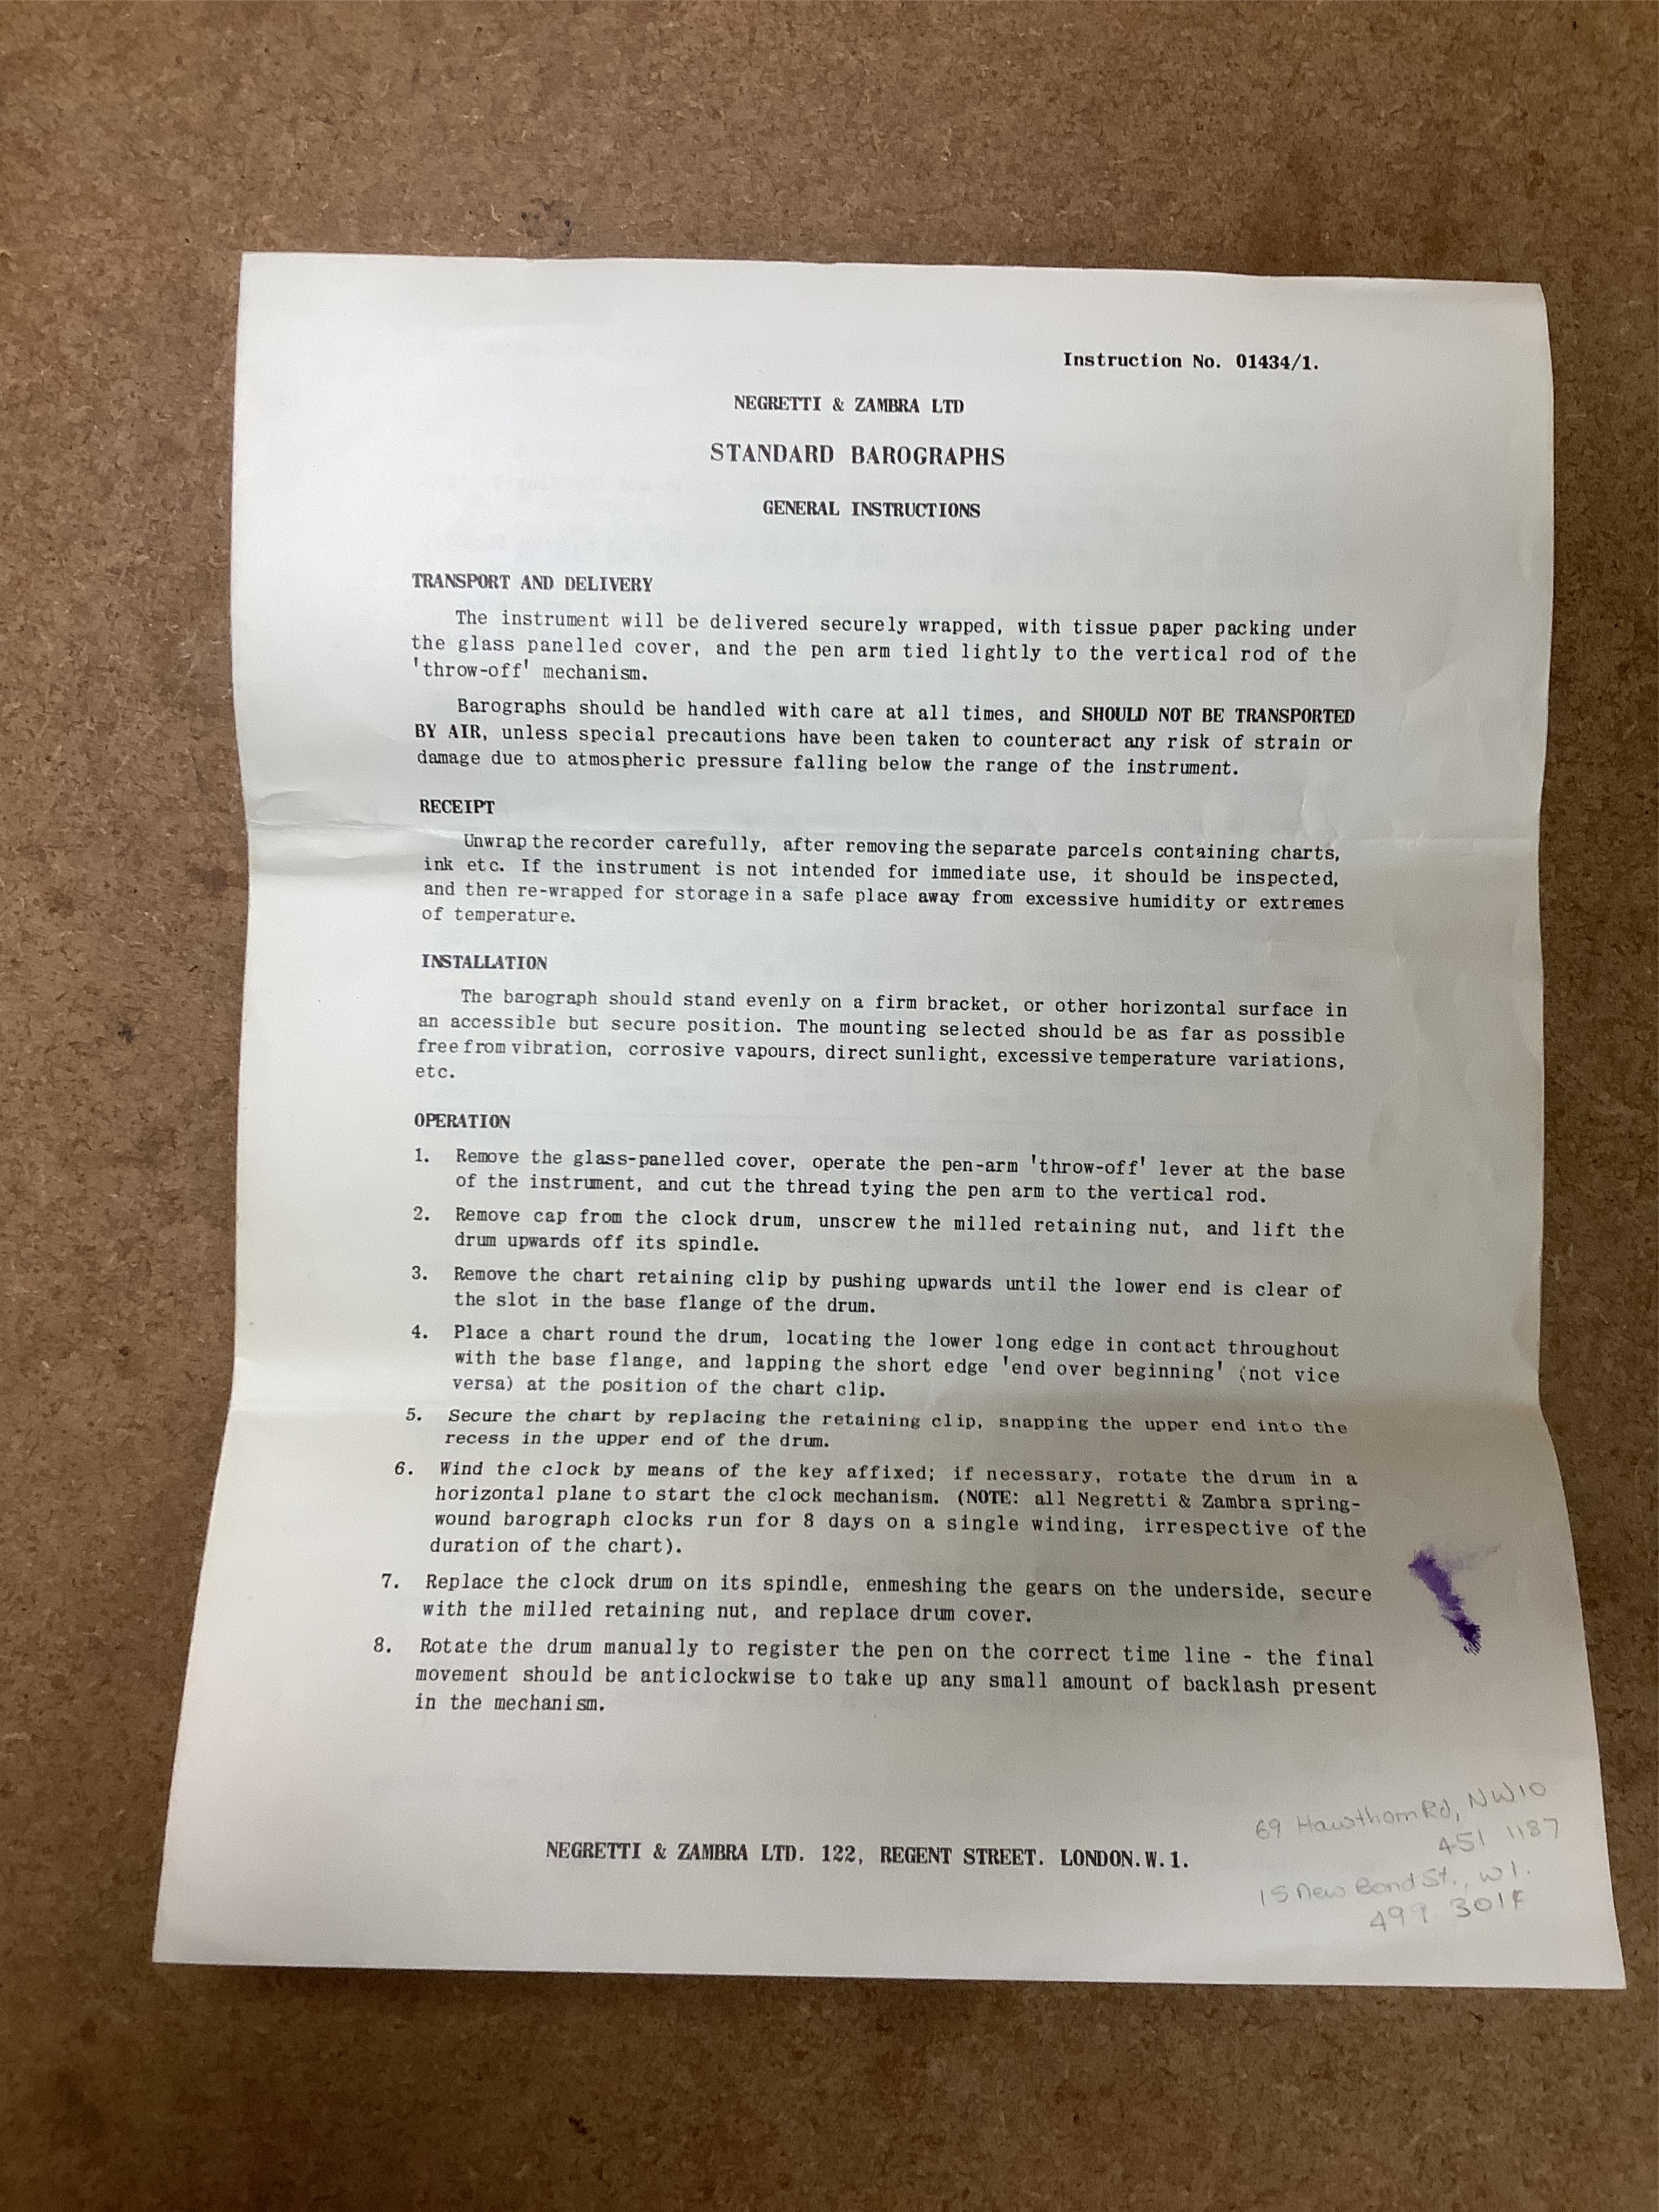 Instruction No. 01434/1.
NEGRETTI & ZAMBRA LTD
STANDARD BAROGRAPHS
GENERAL INSTRUCTIONS
TRANSPORT AND DELIVERY
The instrument will be delivered securely wrapped, with tissue paper packing under
the glass panelled cover, and the pen arm tied lightly to the vertical rod of the
'throw-off' mechanism.
Barographs should be handled with care at all times, and SHOULD NOT BE TRANSPORTED
BY AIR, unless special precautions have been taken to counteract any risk of strain or
damage due to atmospheric pressure falling below the range of the instrument.
RECEIPT
Unwrap the recorder carefully, after removing the separate parcels containing charts,
ink etc. If the instrument is not intended for immediate use, it should be inspected,
and then re-wrapped for storage in a safe place away from excessive humidity or extremes
of temperature.
INSTALLATION
The barograph should stand evenly on a firm bracket, or other horizontal surface in
an accessible but secure position. The mounting selected should be as far as possible
free from vibration, corrosive vapours, direct sunlight, excessive temperature variations,
etc.
OPERATION
1. Remove the glass-panelled cover, operate the pen-arm 'throw-off' lever at the base
of the instrument, and cut the thread tying the pen arm to the vertical rod.
2. Remove cap from the clock drum, unscrew the milled retaining nut, and lift the
drum upwards off its spindle.
3. Remove the chart retaining clip by pushing upwards until the lower end is clear of
the slot in the base flange of the drum.
4. Place a chart round the drum, locating the lower long edge in contact throughout
with the base flange, and lapping the short edge 'end over beginning' (not vice
versa) at the position of the chart clip.
5. Secure the chart by replacing the retaining clip, snapping the upper end into the
recess in the upper end of the drum.
6. Wind the clock by means of the key affixed; if necessary, rotate the drum in a
horizontal plane to start the clock mechanism. (NOTE: all Negretti & Zambra spring-
wound barograph clocks run for 8 days on a single winding, irrespective of the
duration of the chart).
7. Replace the clock drum on its spindle, enmeshing the gears on the underside, secure
with the milled retaining nut, and replace drum cover.
8. Rotate the drum manually to register the pen on the correct time line - the final
movement should be anticlockwise to take up any small amount of backlash present
in the mechanism.
NEGRETTI & ZAMBRA LTD. 122, REGENT STREET. LONDON. W. 1.
69 Hawthorn Rd, NW10
451 1187
15 New Bond St., W1.
499